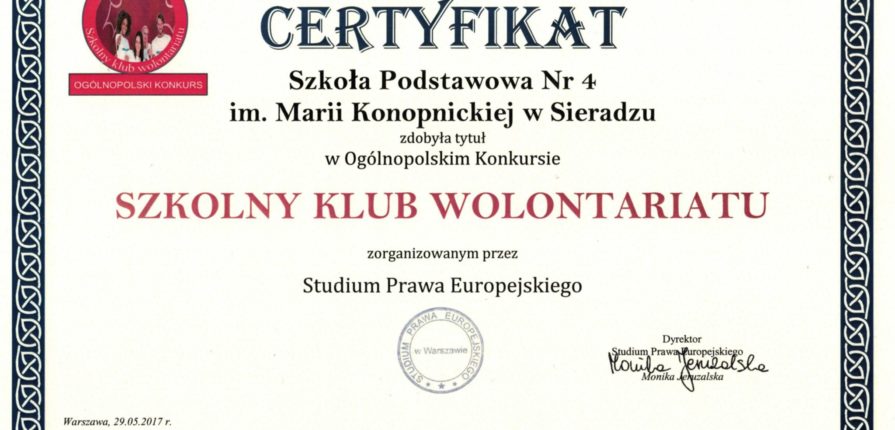 Szkolny klub wolontariatu
OGÓLNOPOLSKI KONKURS
CERTYFIKAT
Szkoła Podstawowa Nr 4
im. Marii Konopnickiej w Sieradzu
zdobyła tytuł
w Ogólnopolskim Konkursie
SZKOLNY KLUB WOLONTARIATU
zorganizowanym przez
Studium Prawa Europejskiego
STUDIUM PRAWA EUROPEJSKIEGO
w Warszawie
Dyrektor
Studium Prawa Europejskiego
Monika Jeruzalska
Monika Jeruzalska
Warszawa, 29.05.2017 r.